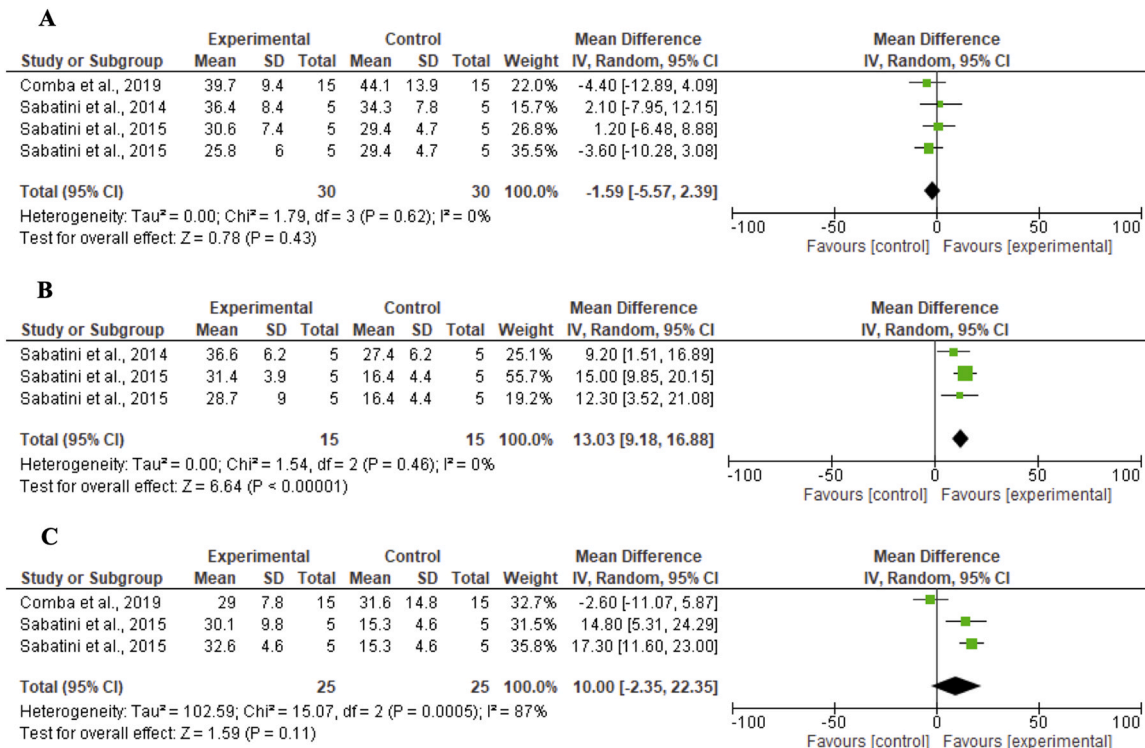 A
Experimental Control Mean Difference Mean Difference
Study or Subgroup Mean SD Total Mean SD Total Weight IV, Random, 95% CI IV, Random, 95% CI
Comba et al., 2019 39.7 9.4 15 44.1 13.9 15 22.0% -4.40 [-12.89, 4.09]
Sabatini et al., 2014 36.4 8.4 5 34.3 7.8 5 15.7% 2.10 [-7.95, 12.15]
Sabatini et al., 2015 30.6 7.4 5 29.4 4.7 5 26.8% 1.20 [-6.48, 8.88]
Sabatini et al., 2015 25.8 6 5 29.4 4.7 5 35.5% -3.60 [-10.28, 3.08]
Total (95% CI) 30 30 100.0% -1.59 [-5.57, 2.39]
Heterogeneity: Tau² = 0.00; Chi² = 1.79, df = 3 (P = 0.62); I² = 0%
Test for overall effect: Z = 0.78 (P = 0.43)
-100 -50 0 50 100
Favours [control] Favours [experimental]
B
Experimental Control Mean Difference Mean Difference
Study or Subgroup Mean SD Total Mean SD Total Weight IV, Random, 95% CI IV, Random, 95% CI
Sabatini et al., 2014 36.6 6.2 5 27.4 6.2 5 25.1% 9.20 [1.51, 16.89]
Sabatini et al., 2015 31.4 3.9 5 16.4 4.4 5 55.7% 15.00 [9.85, 20.15]
Sabatini et al., 2015 28.7 9 5 16.4 4.4 5 19.2% 12.30 [3.52, 21.08]
Total (95% CI) 15 15 100.0% 13.03 [9.18, 16.88]
Heterogeneity: Tau² = 0.00; Chi² = 1.54, df = 2 (P = 0.46); I² = 0%
Test for overall effect: Z = 6.64 (P < 0.00001)
-100 -50 0 50 100
Favours [control] Favours [experimental]
C
Experimental Control Mean Difference Mean Difference
Study or Subgroup Mean SD Total Mean SD Total Weight IV, Random, 95% CI IV, Random, 95% CI
Comba et al., 2019 29 7.8 15 31.6 14.8 15 32.7% -2.60 [-11.07, 5.87]
Sabatini et al., 2015 30.1 9.8 5 15.3 4.6 5 31.5% 14.80 [5.31, 24.29]
Sabatini et al., 2015 32.6 4.6 5 15.3 4.6 5 35.8% 17.30 [11.60, 23.00]
Total (95% CI) 25 25 100.0% 10.00 [-2.35, 22.35]
Heterogeneity: Tau² = 102.59; Chi² = 15.07, df = 2 (P = 0.0005); I² = 87%
Test for overall effect: Z = 1.59 (P = 0.11)
-100 -50 0 50 100
Favours [control] Favours [experimental]